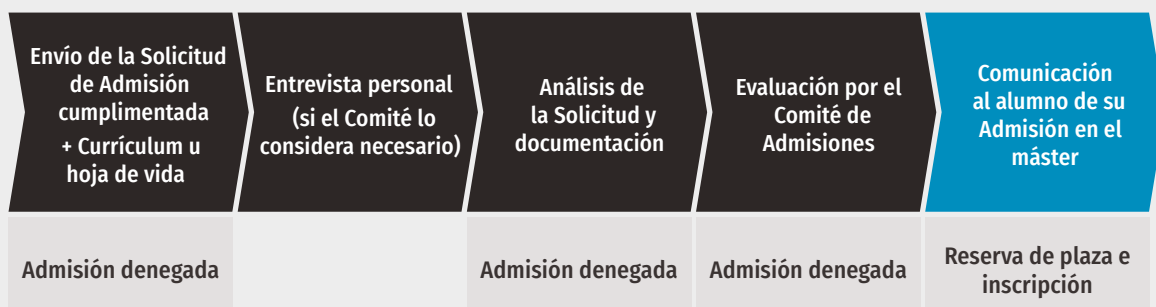 Envío de la Solicitud
de Admisión
cumplimentada
+ Currículum u
hoja de vida
Entrevista personal
(si el Comité lo
considera necesario)
Análisis de
la Solicitud y
documentación
Evaluación por el
Comité de
Admisiones
Comunicación
al alumno de su
Admisión en el
máster
Admisión denegada
Admisión denegada
Admisión denegada
Reserva de plaza e
inscripción